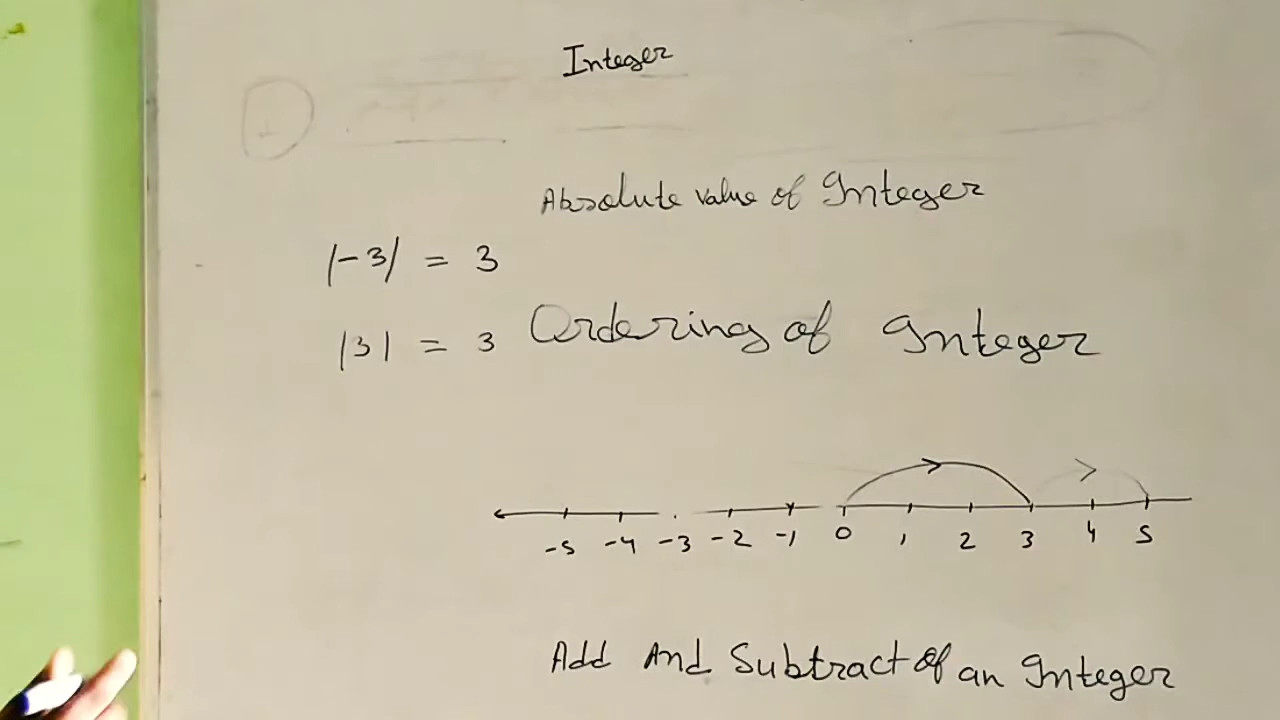 Integer
Absolute value of Integer
|-3| = 3
Ordering of Integer
|3| = 3
-5 -4 -3 -2 -1 0 1 2 3 4 5
Add And Subtract of an Integer